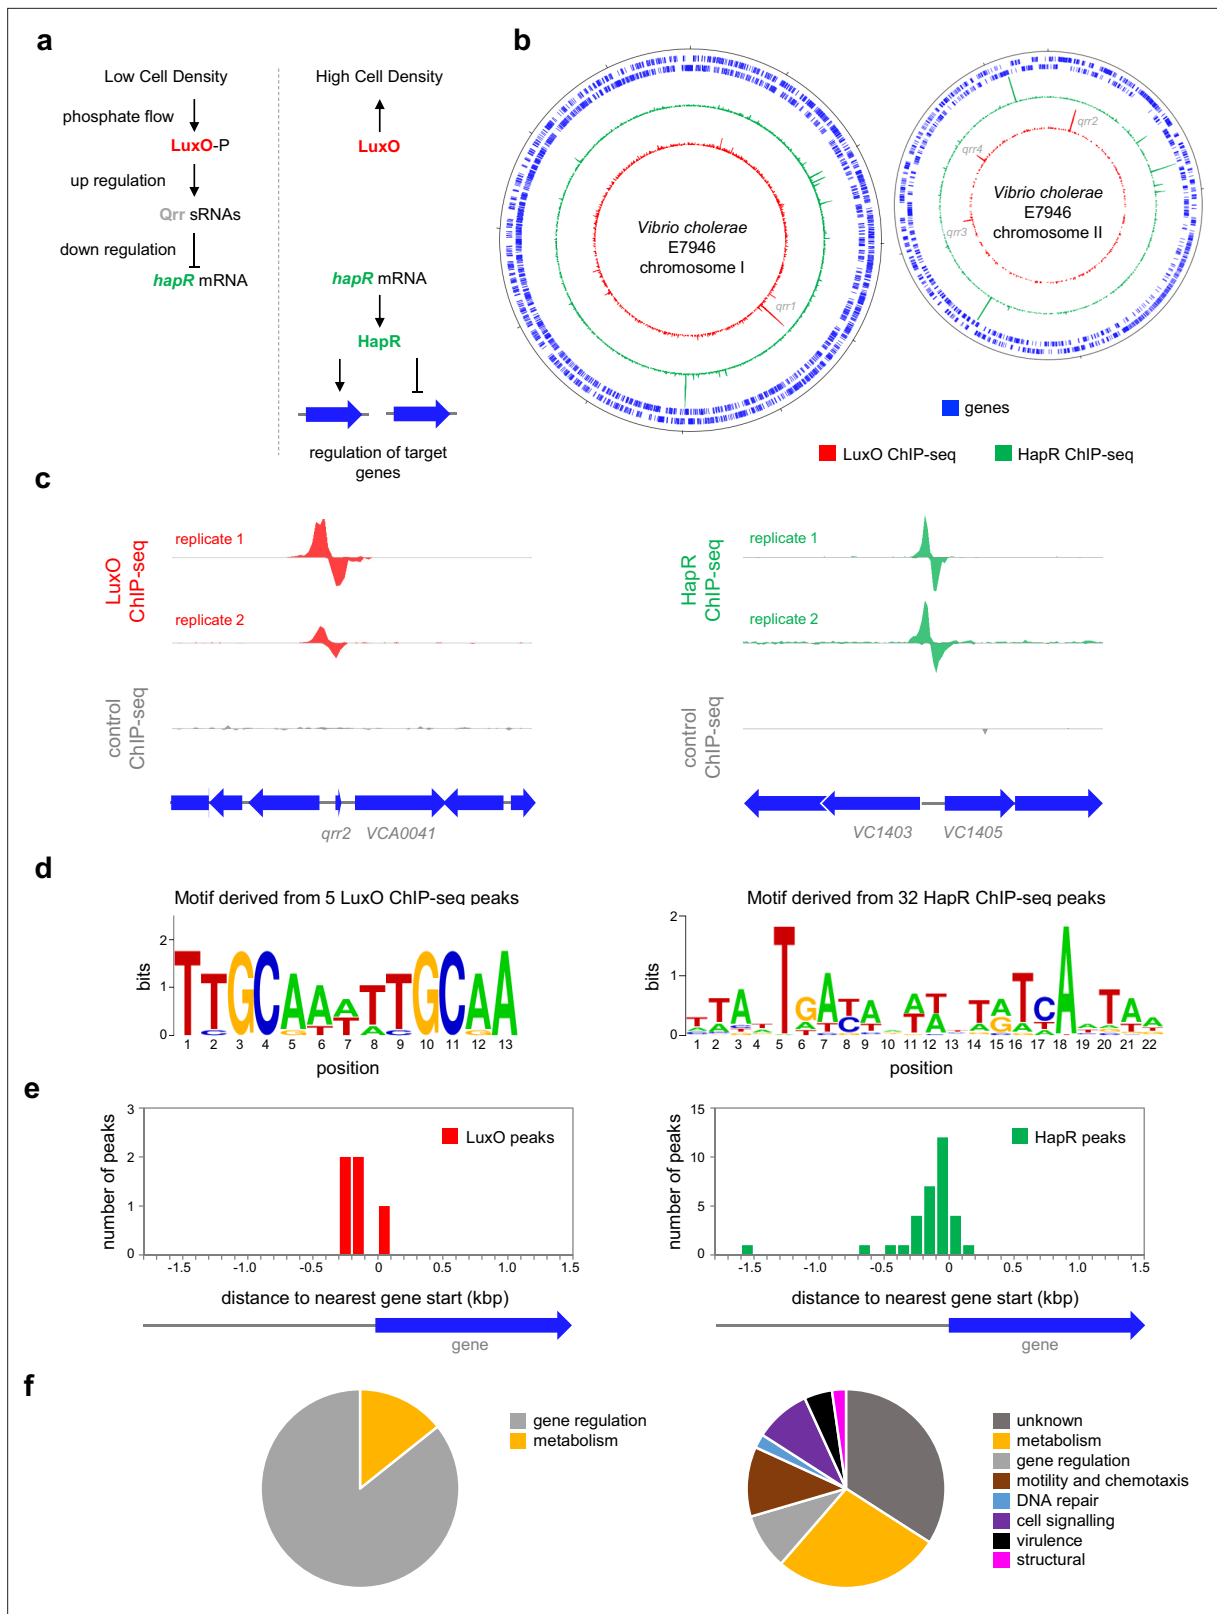 a
Low Cell Density
High Cell Density
phosphate flow
LuxO-P
LuxO
up regulation
Qrr sRNAs
down regulation
hapR mRNA
hapR mRNA
HapR
regulation of target
genes
b
Vibrio cholerae
E7946
chromosome I
qrr1
Vibrio cholerae
E7946
chromosome II
qrr2
qrr4
qrr3
genes
LuxO ChIP-seq
HapR ChIP-seq
c
LuxO
ChIP-seq
replicate 1
replicate 2
control
ChIP-seq
qrr2
VCA0041
HapR
ChIP-seq
replicate 1
replicate 2
control
ChIP-seq
VC1403
VC1405
d
Motif derived from 5 LuxO ChIP-seq peaks
bits
2
1
0
TTGCAAATTGCAA
1 2 3 4 5 6 7 8 9 10 11 12 13
position
Motif derived from 32 HapR ChIP-seq peaks
bits
2
1
0
1 2 3 4 5 6 7 8 9 10 11 12 13 14 15 16 17 18 19 20 21 22
position
e
number of peaks
3
2
1
0
LuxO peaks
-1.5 -1.0 -0.5 0 0.5 1.0 1.5
distance to nearest gene start (kbp)
gene
number of peaks
15
10
5
0
HapR peaks
-1.5 -1.0 -0.5 0 0.5 1.0 1.5
distance to nearest gene start (kbp)
gene
f
gene regulation
metabolism
unknown
metabolism
gene regulation
motility and chemotaxis
DNA repair
cell signalling
virulence
structural